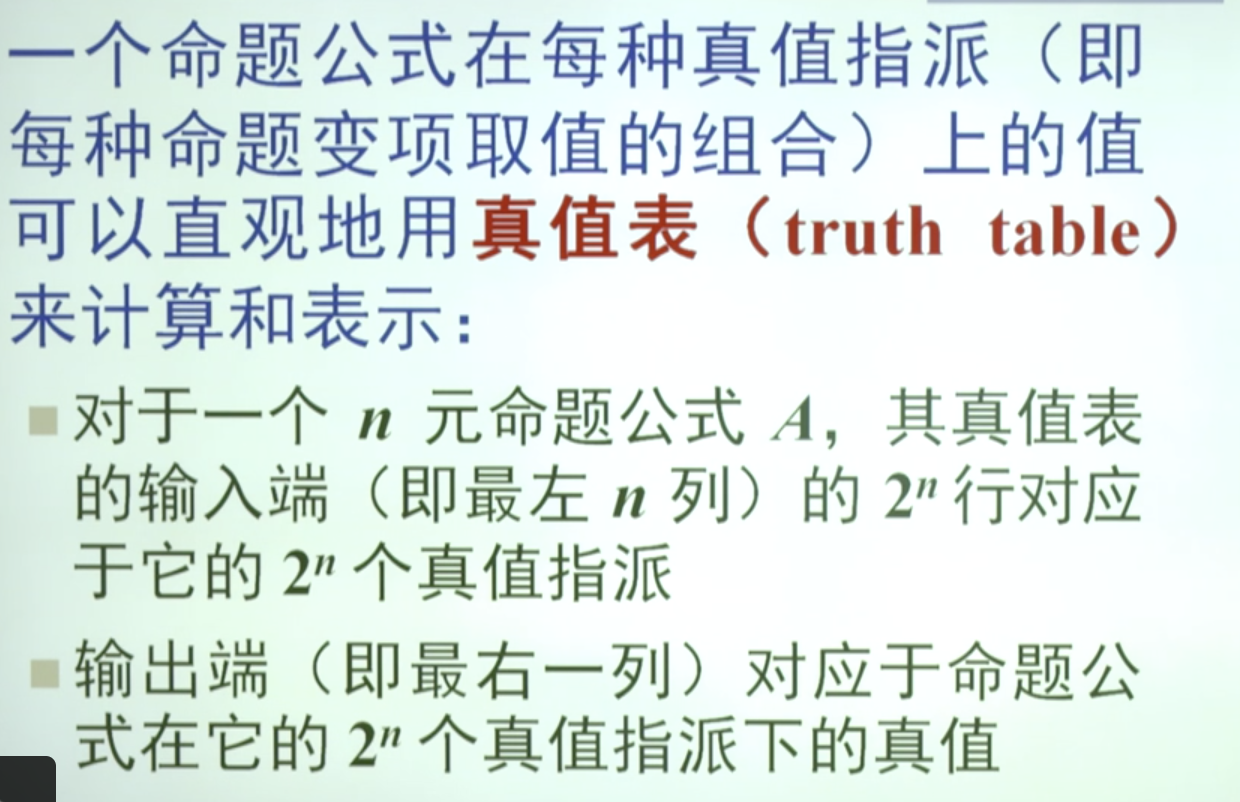 一个命题公式在每种真值指派（即
每种命题变项取值的组合）上的值
可以直观地用真值表（truth table）
来计算和表示：
对于一个 n 元命题公式 A，其真值表
的输入端（即最左 n 列）的 2ⁿ 行对应
于它的 2ⁿ 个真值指派
输出端（即最右一列）对应于命题公
式在它的 2ⁿ 个真值指派下的真值